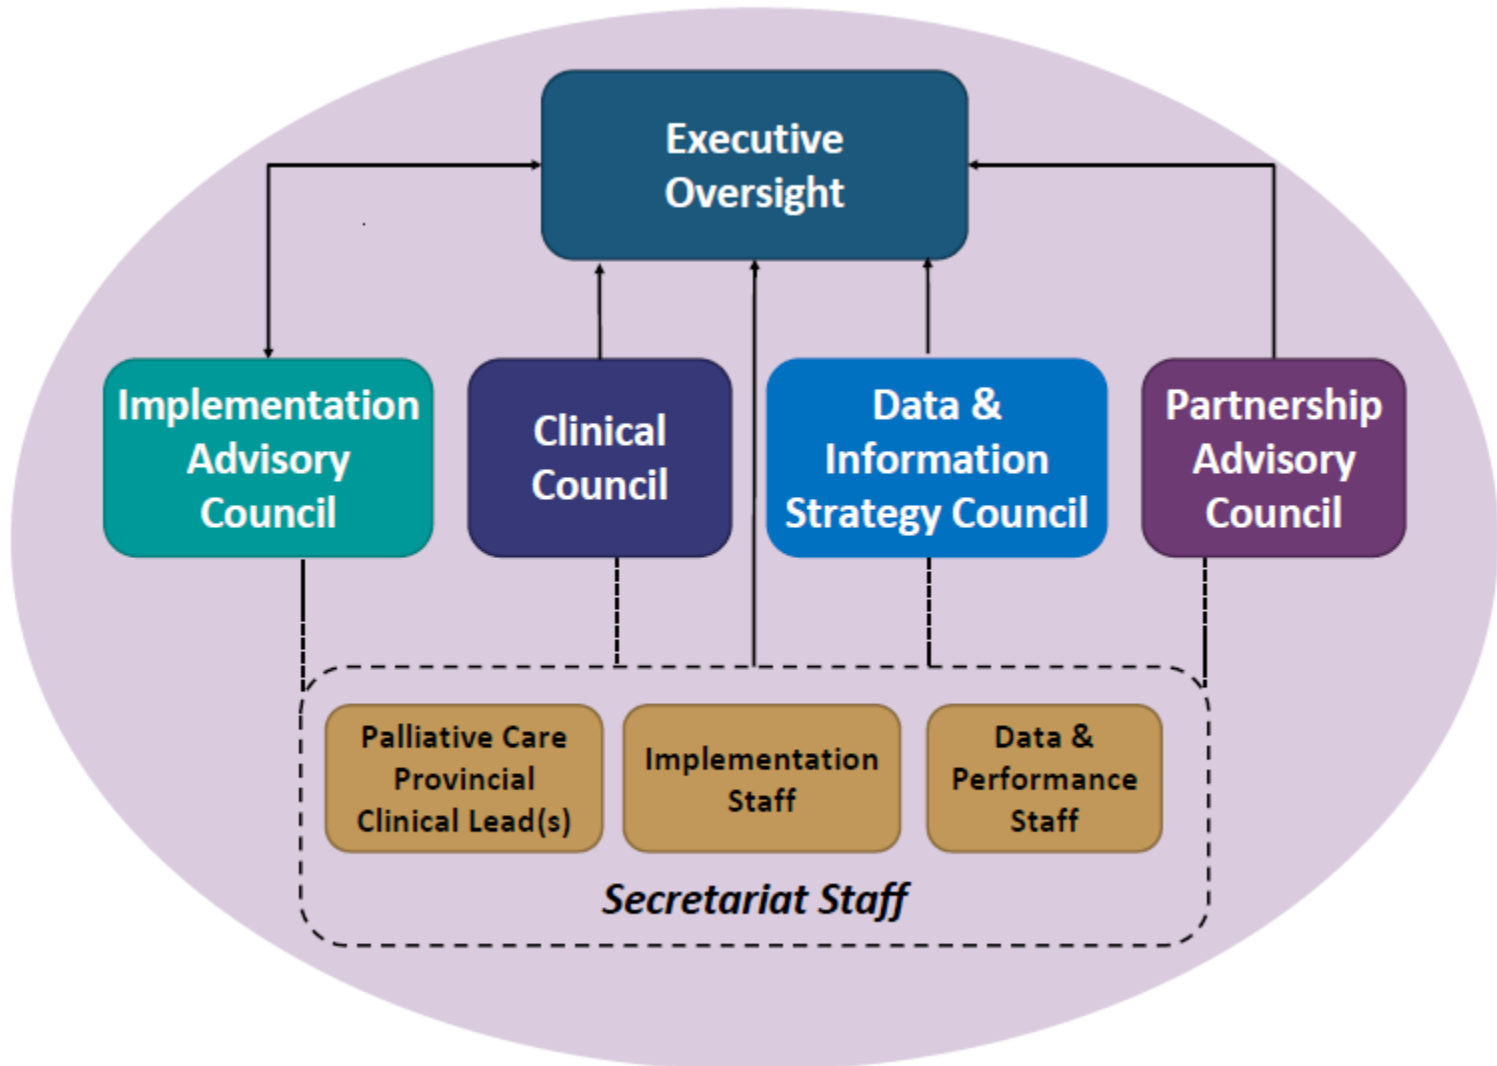 Executive
Oversight
Implementation
Advisory
Council
Clinical
Council
Data &
Information
Strategy Council
Partnership
Advisory
Council
Palliative Care
Provincial
Clinical Lead(s)
Implementation
Staff
Data &
Performance
Staff
Secretariat Staff